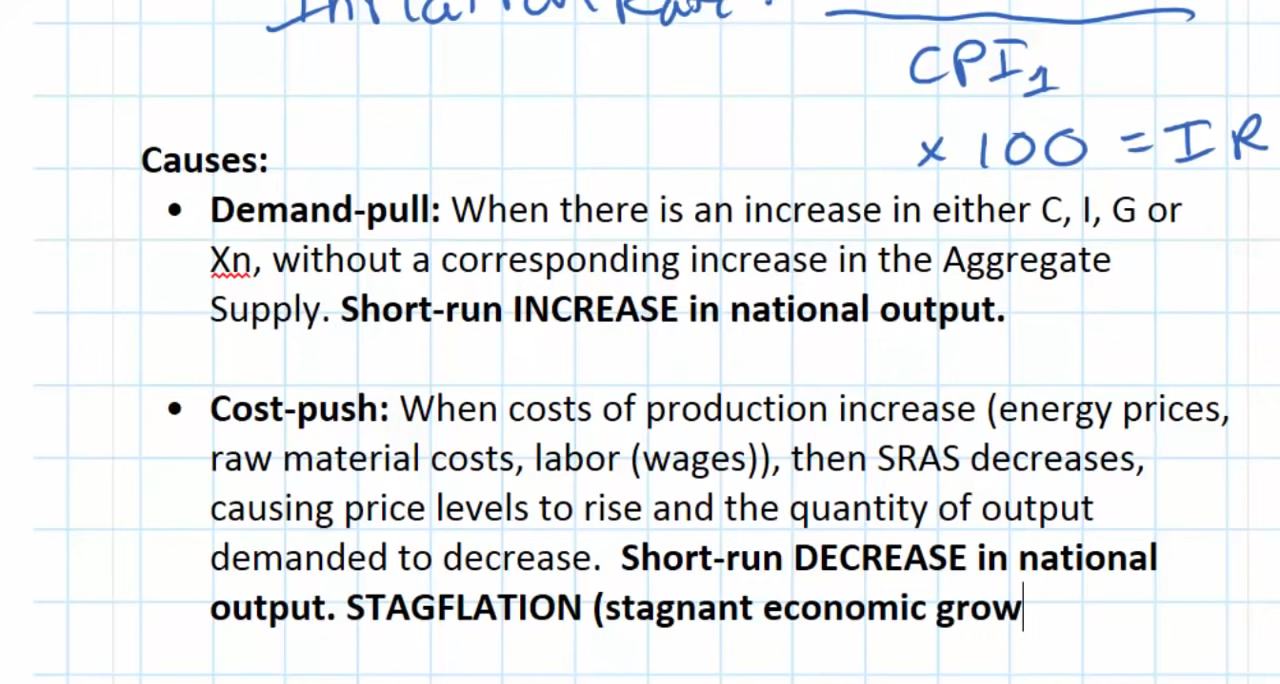 Inflation Rate:
CPI1
x 100 = IR
Causes:
• Demand-pull: When there is an increase in either C, I, G or
Xn, without a corresponding increase in the Aggregate
Supply. Short-run INCREASE in national output.
• Cost-push: When costs of production increase (energy prices,
raw material costs, labor (wages)), then SRAS decreases,
causing price levels to rise and the quantity of output
demanded to decrease. Short-run DECREASE in national
output. STAGFLATION (stagnant economic grow